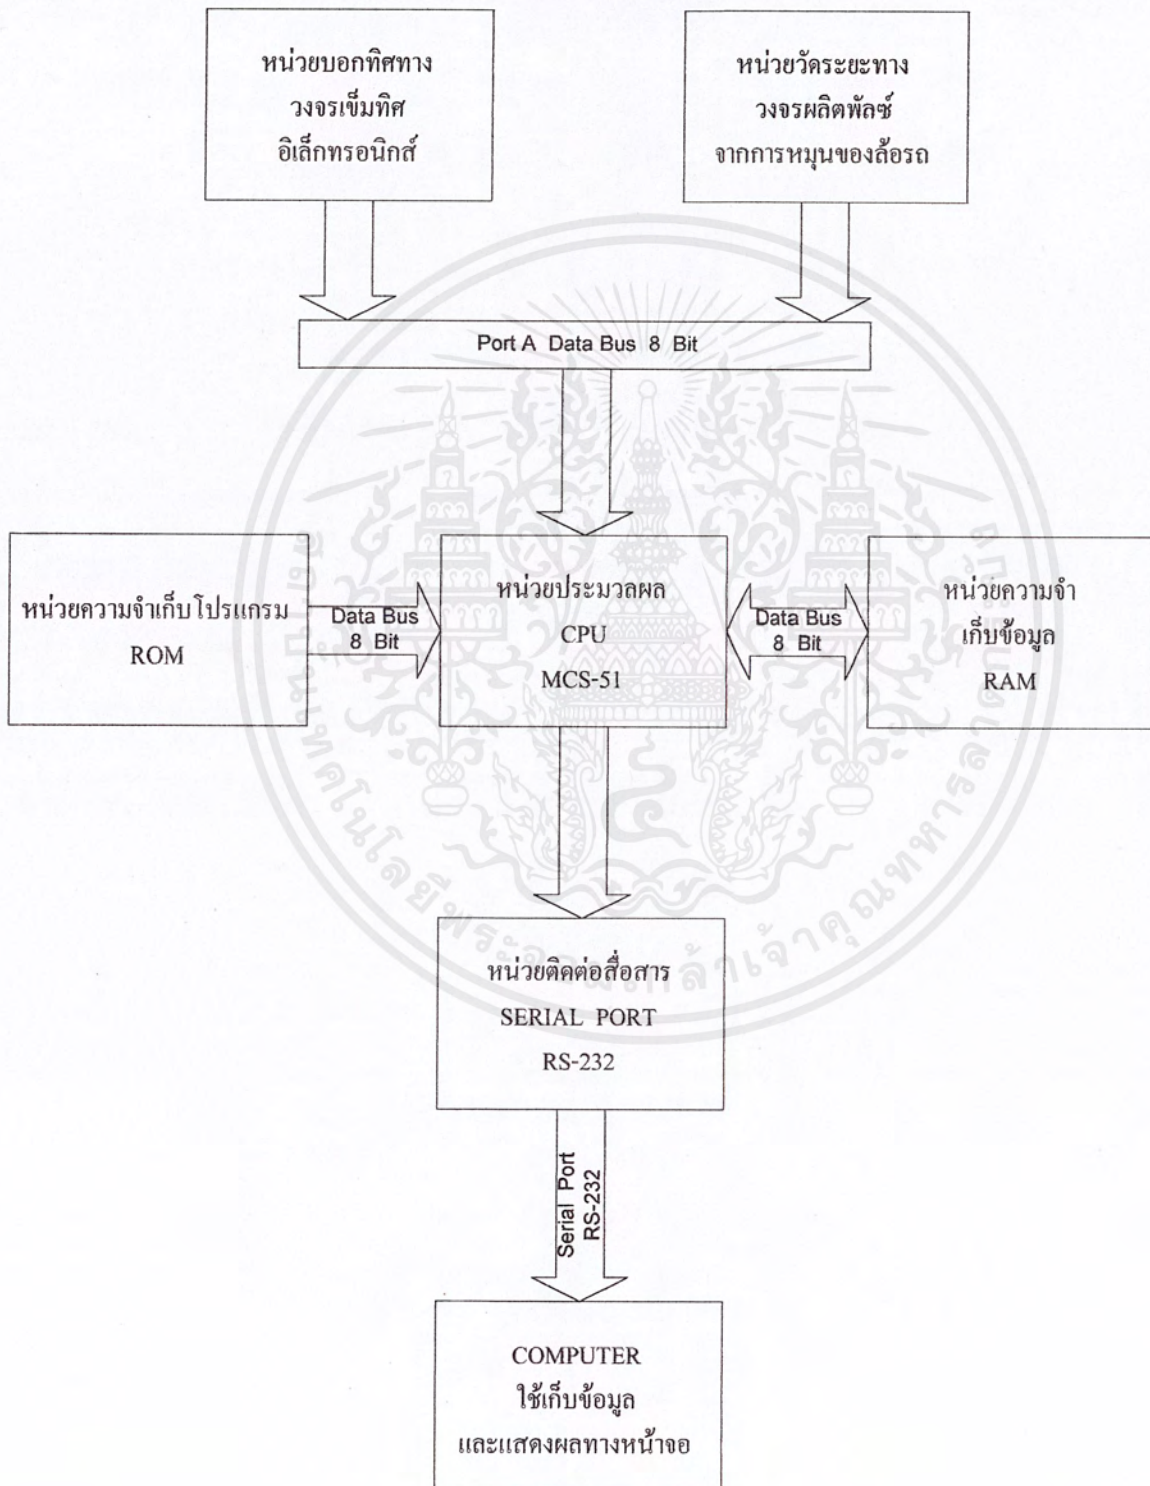 หน่วยบอกทิศทาง
วงจรเข็มทิศ
อิเล็กทรอนิกส์
หน่วยวัดระยะทาง
วงจรผลิตพัลซ์
จากการหมุนของล้อรถ
Port A Data Bus 8 Bit
หน่วยความจำเก็บโปรแกรม
ROM
Data Bus
8 Bit
หน่วยประมวลผล
CPU
MCS-51
Data Bus
8 Bit
หน่วยความจำ
เก็บข้อมูล
RAM
หน่วยติดต่อสื่อสาร
SERIAL PORT
RS-232
Serial Port
RS-232
COMPUTER
ใช้เก็บข้อมูล
และแสดงผลทางหน้าจอ